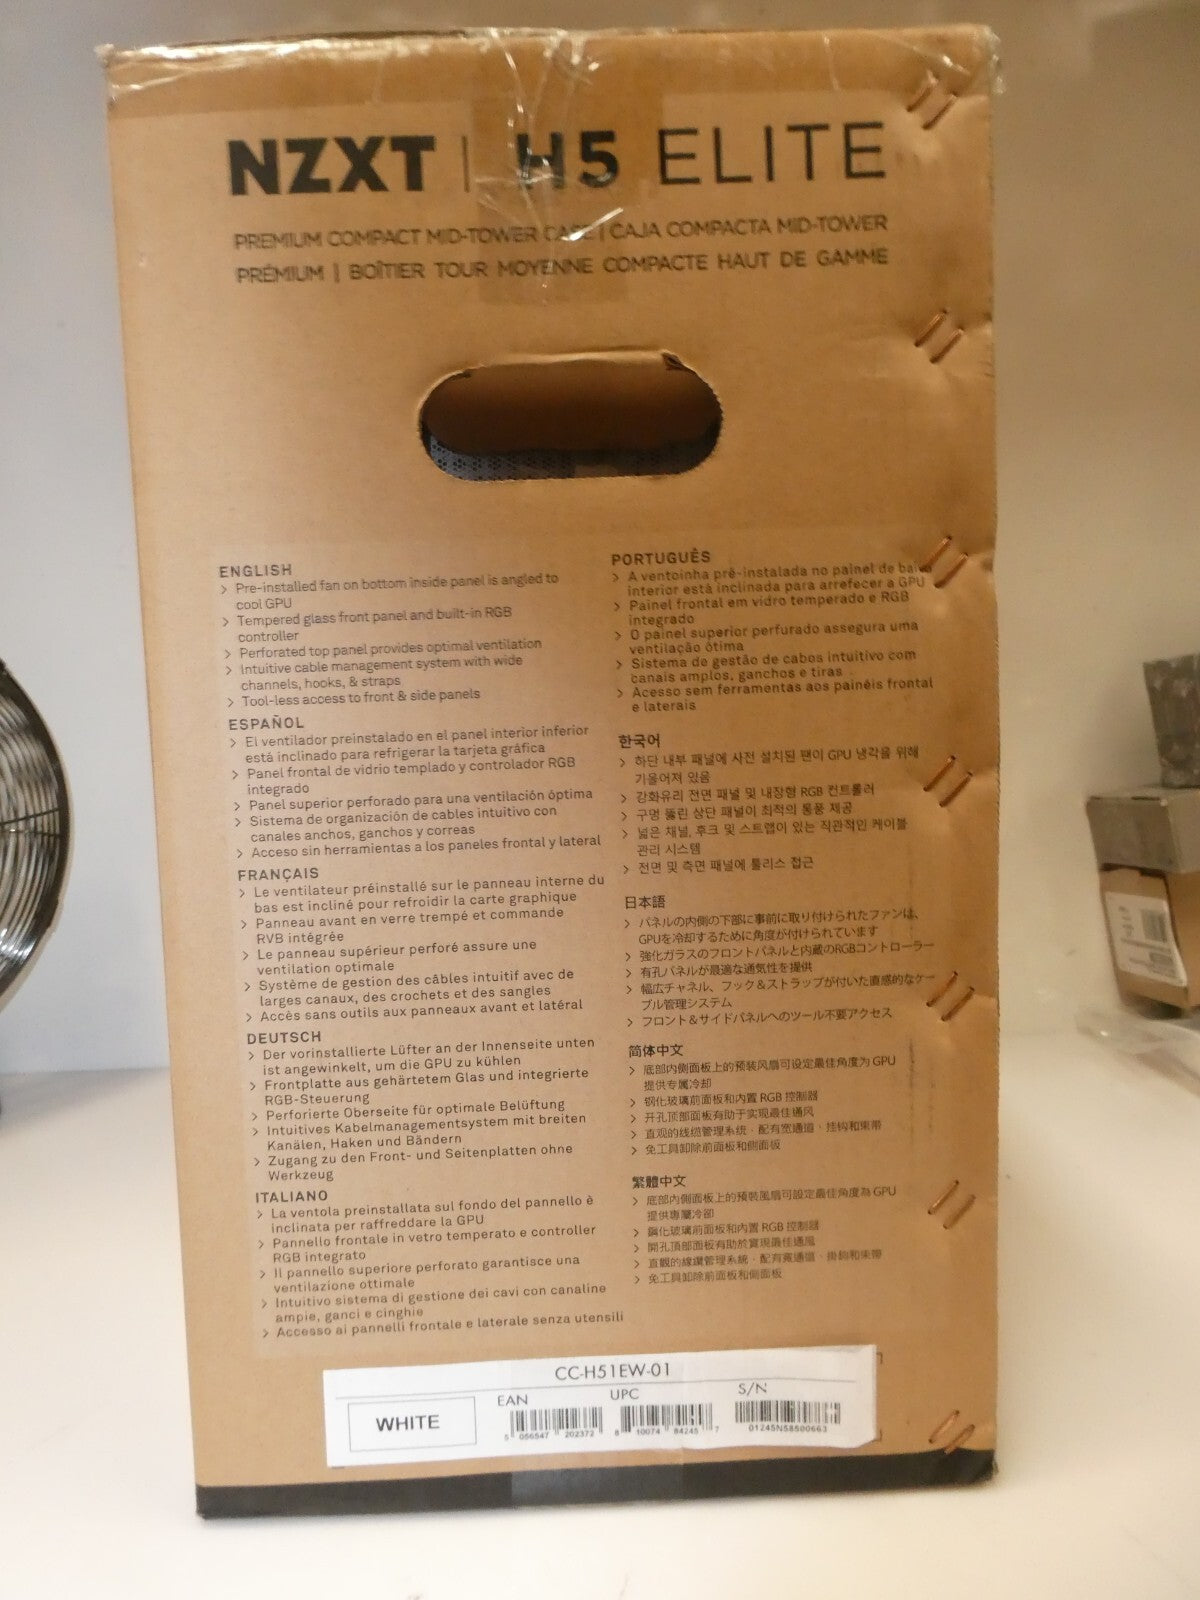 NZXT | H5 ELITE
PREMIUM COMPACT MID-TOWER CASE | CAJA COMPACTA MID-TOWER
PRÉMIUM | BOÎTIER TOUR MOYENNE COMPACTE HAUT DE GAMME
ENGLISH
> Pre-installed fan on bottom inside panel is angled to
cool GPU
> Tempered glass front panel and built-in RGB
controller
> Perforated top panel provides optimal ventilation
> Intuitive cable management system with wide
channels, hooks, & straps
> Tool-less access to front & side panels
ESPAÑOL
> El ventilador preinstalado en el panel interior inferior
está inclinado para refrigerar la tarjeta gráfica
> Panel frontal de vidrio templado y controlador RGB
integrado
> Panel superior perforado para una ventilación óptima
> Sistema de organización de cables intuitivo con
canales anchos, ganchos y correas
> Acceso sin herramientas a los paneles frontal y lateral
FRANÇAIS
> Le ventilateur préinstallé sur le panneau interne du
bas est incliné pour refroidir la carte graphique
> Panneau avant en verre trempé et commande
RVB intégrée
> Le panneau supérieur perforé assure une
ventilation optimale
> Système de gestion des câbles intuitif avec de
larges canaux, des crochets et des sangles
> Accès sans outils aux panneaux avant et latéral
DEUTSCH
> Der vorinstallierte Lüfter an der Innenseite unten
ist angewinkelt, um die GPU zu kühlen
> Frontplatte aus gehärtetem Glas und integrierte
RGB-Steuerung
> Perforierte Oberseite für optimale Belüftung
> Intuitives Kabelmanagementsystem mit breiten
Kanälen, Haken und Bändern
> Zugang zu den Front- und Seitenplatten ohne
Werkzeug
ITALIANO
> La ventola preinstallata sul fondo del pannello è
inclinata per raffreddare la GPU
> Pannello frontale in vetro temperato e controller
RGB integrato
> Il pannello superiore perforato garantisce una
ventilazione ottimale
> Intuitivo sistema di gestione dei cavi con canaline
ampie, ganci e cinghie
> Accesso ai pannelli frontale e laterale senza utensili
PORTUGUÊS
> A ventoinha pré-instalada no painel de baixo
interior está inclinada para arrefecer a GPU
> Painel frontal em vidro temperado e RGB
integrado
> O painel superior perfurado assegura uma
ventilação ótima
> Sistema de gestão de cabos intuitivo com
canais amplos, ganchos e tiras
> Acesso sem ferramentas aos painéis frontal
e laterais
한국어
> 하단 내부 패널에 사전 설치된 팬이 GPU 냉각을 위해
기울어져 있음
> 강화유리 전면 패널 및 내장형 RGB 컨트롤러
> 구멍 뚫린 상단 패널이 최적의 통풍 제공
> 넓은 채널, 후크 및 스트랩이 있는 직관적인 케이블
관리 시스템
> 전면 및 측면 패널에 툴리스 접근
日本語
> パネルの内側の下部に事前に取り付けられたファンは、
GPUを冷却するために角度が付けられています
> 強化ガラスのフロントパネルと内蔵のRGBコントローラー
> 有孔パネルが最適な通気性を提供
> 幅広チャネル、フック＆ストラップが付いた直感的なケー
ブル管理システム
> フロント＆サイドパネルへのツール不要アクセス
简体中文
> 底部内侧面板上的预装风扇可设定最佳角度为 GPU
提供专属冷却
> 钢化玻璃前面板和内置 RGB 控制器
> 开孔顶部面板有助于实现最佳通风
> 直观的线缆管理系统，配有宽通道、挂钩和束带
> 免工具卸除前面板和侧面板
繁體中文
> 底部內側面板上的預裝風扇可設定最佳角度為 GPU
提供專屬冷卻
> 鋼化玻璃前面板和內置 RGB 控制器
> 開孔頂部面板有助於實現最佳通風
> 直觀的線纜管理系統，配有寬通道、掛鉤和束帶
> 免工具卸除前面板和側面板
CC-H51EW-01
WHITE
EAN
5 056547 202372
UPC
8 10074 84245 7
S/N
01245N58500663